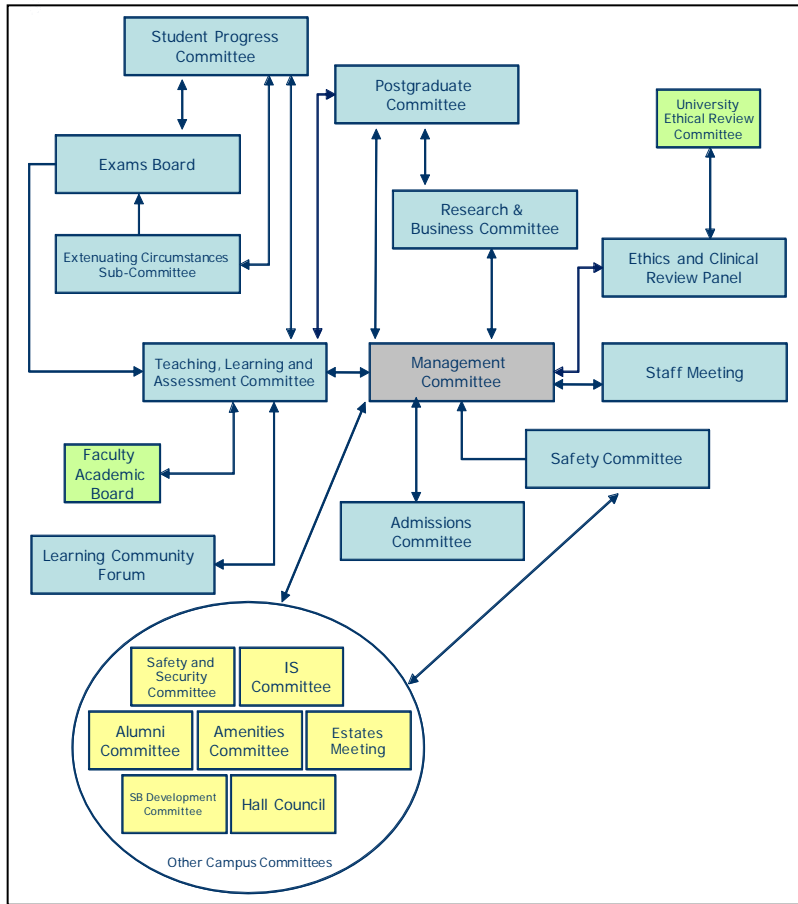 Student Progress
Committee
Postgraduate
Committee
University
Ethical Review
Committee
Exams Board
Research &
Business Committee
Extenuating Circumstances
Sub-Committee
Ethics and Clinical
Review Panel
Teaching, Learning and
Assessment Committee
Management
Committee
Staff Meeting
Faculty
Academic
Board
Safety Committee
Admissions
Committee
Learning Community
Forum
Safety and
Security
Committee
IS
Committee
Alumni
Committee
Amenities
Committee
Estates
Meeting
SB Development
Committee
Hall Council
Other Campus Committees